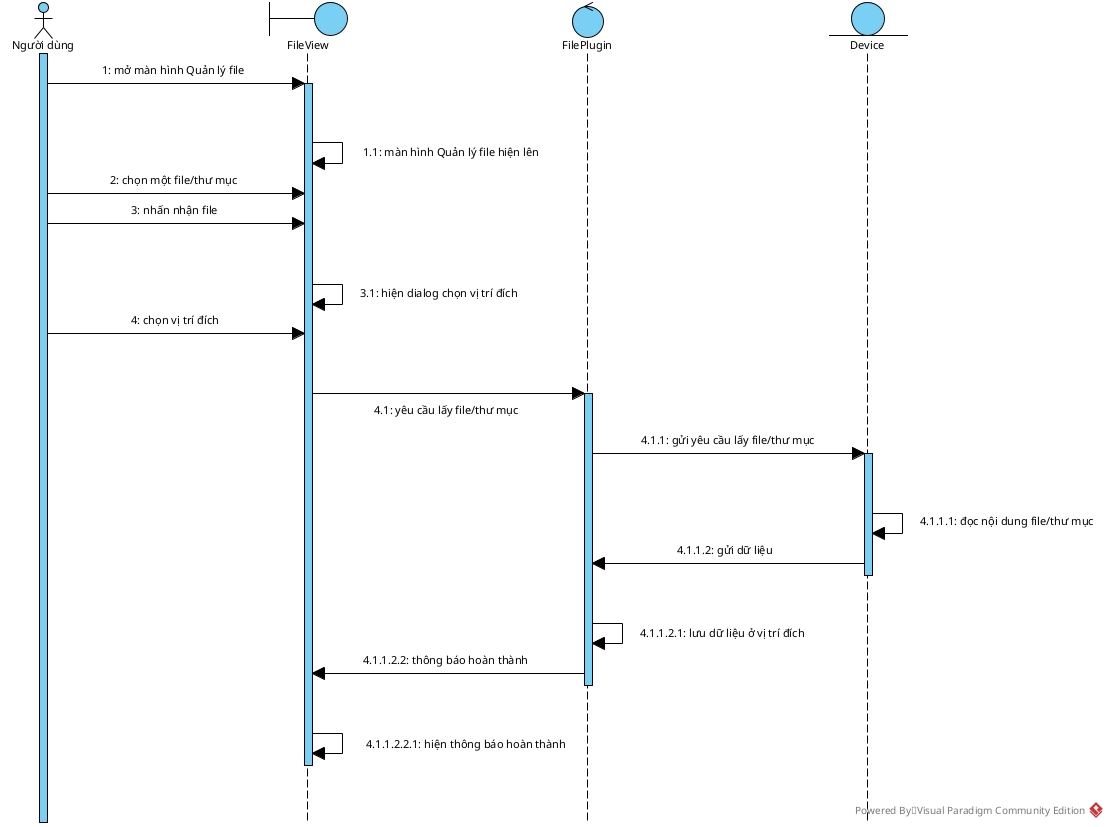 Người dùng
FileView
FilePlugin
Device
1: mở màn hình Quản lý file
1.1: màn hình Quản lý file hiện lên
2: chọn một file/thư mục
3: nhấn nhận file
3.1: hiện dialog chọn vị trí đích
4: chọn vị trí đích
4.1: yêu cầu lấy file/thư mục
4.1.1: gửi yêu cầu lấy file/thư mục
4.1.1.1: đọc nội dung file/thư mục
4.1.1.2: gửi dữ liệu
4.1.1.2.1: lưu dữ liệu ở vị trí đích
4.1.1.2.2: thông báo hoàn thành
4.1.1.2.2.1: hiện thông báo hoàn thành
Powered By Visual Paradigm Community Edition